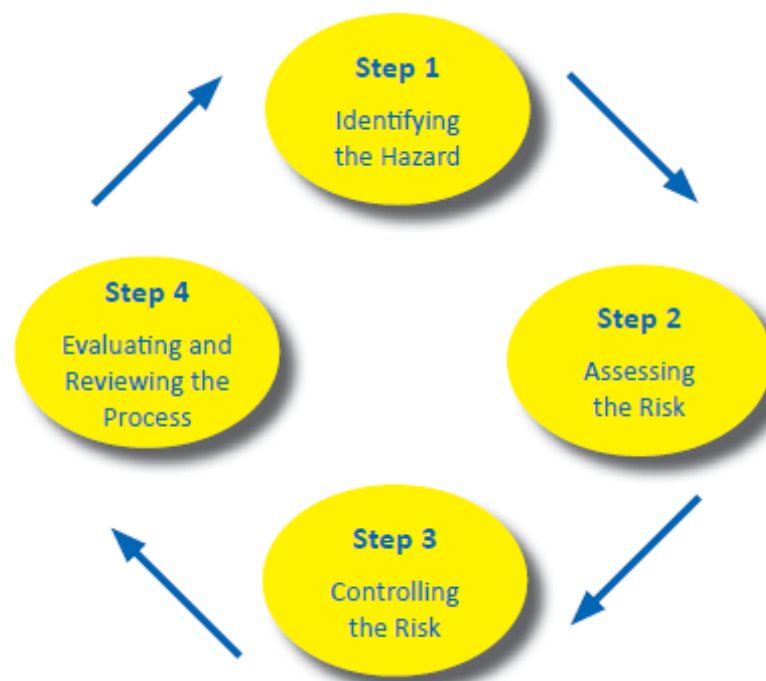 Step 1
Identifying
the Hazard
Step 2
Assessing
the Risk
Step 3
Controlling
the Risk
Step 4
Evaluating and
Reviewing the
Process